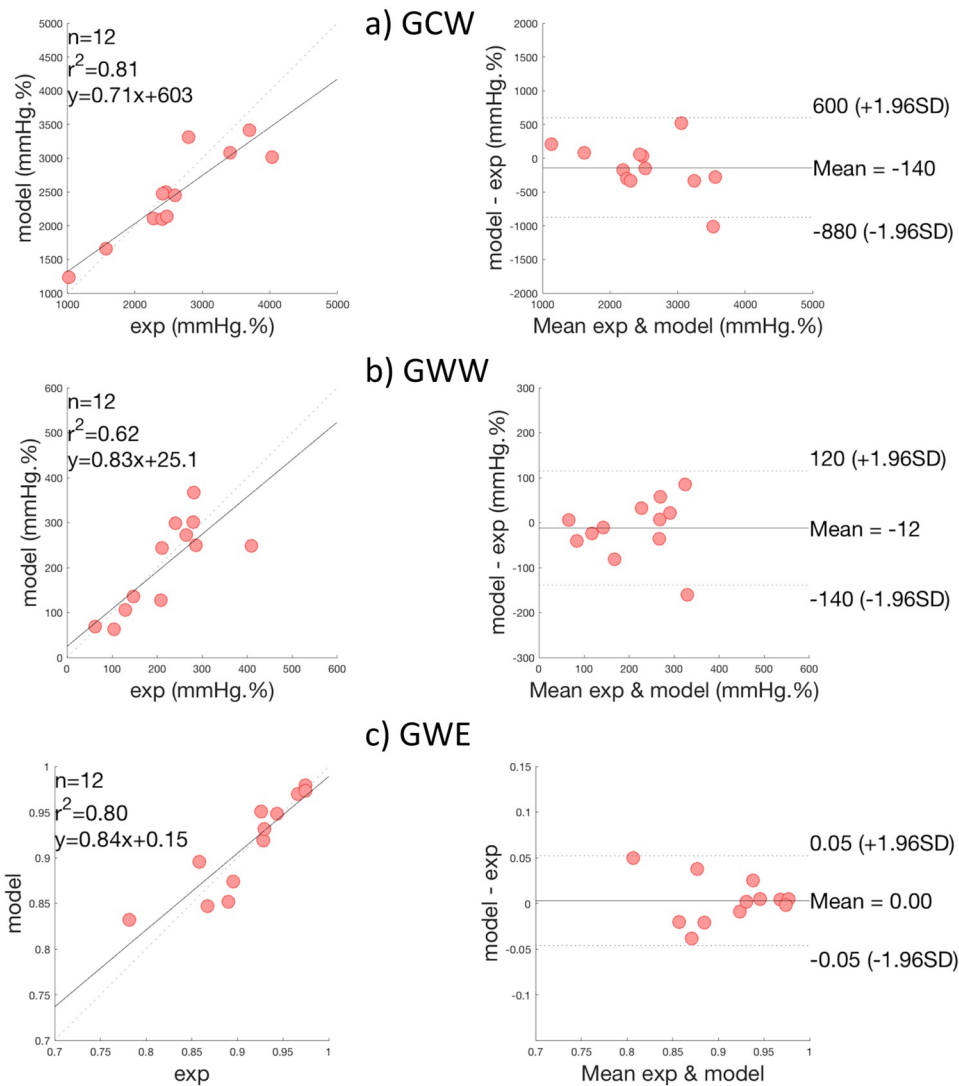 a) GCW
n=12
r²=0.81
y=0.71x+603
model (mmHg.%)
5000
4500
4000
3500
3000
2500
2000
1500
1000
1000 2000 3000 4000 5000
exp (mmHg.%)
model - exp (mmHg.%)
2000
1500
1000
500
0
-500
-1000
-1500
-2000
1000 2000 3000 4000 5000
Mean exp & model (mmHg.%)
600 (+1.96SD)
Mean = -140
-880 (-1.96SD)
b) GWW
n=12
r²=0.62
y=0.83x+25.1
model (mmHg.%)
600
500
400
300
200
100
0
0 100 200 300 400 500 600
exp (mmHg.%)
model - exp (mmHg.%)
300
200
100
0
-100
-200
-300
0 100 200 300 400 500 600
Mean exp & model (mmHg.%)
120 (+1.96SD)
Mean = -12
-140 (-1.96SD)
c) GWE
n=12
r²=0.80
y=0.84x+0.15
model
1
0.95
0.9
0.85
0.8
0.75
0.7
0.7 0.75 0.8 0.85 0.9 0.95 1
exp
model - exp
0.15
0.1
0.05
0
-0.05
-0.1
0.7 0.75 0.8 0.85 0.9 0.95 1
Mean exp & model
0.05 (+1.96SD)
Mean = 0.00
-0.05 (-1.96SD)